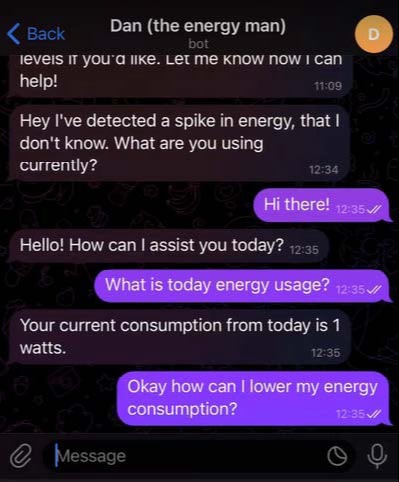 Back
Dan (the energy man)
bot
D
levels if you'd like. Let me know how I can
help!
11:09
Hey I've detected a spike in energy, that I
don't know. What are you using
currently?
12:34
Hi there! 12:35
Hello! How can I assist you today? 12:35
What is today energy usage? 12:35
Your current consumption from today is 1
watts.
12:35
Okay how can I lower my energy
consumption?
12:35
Message